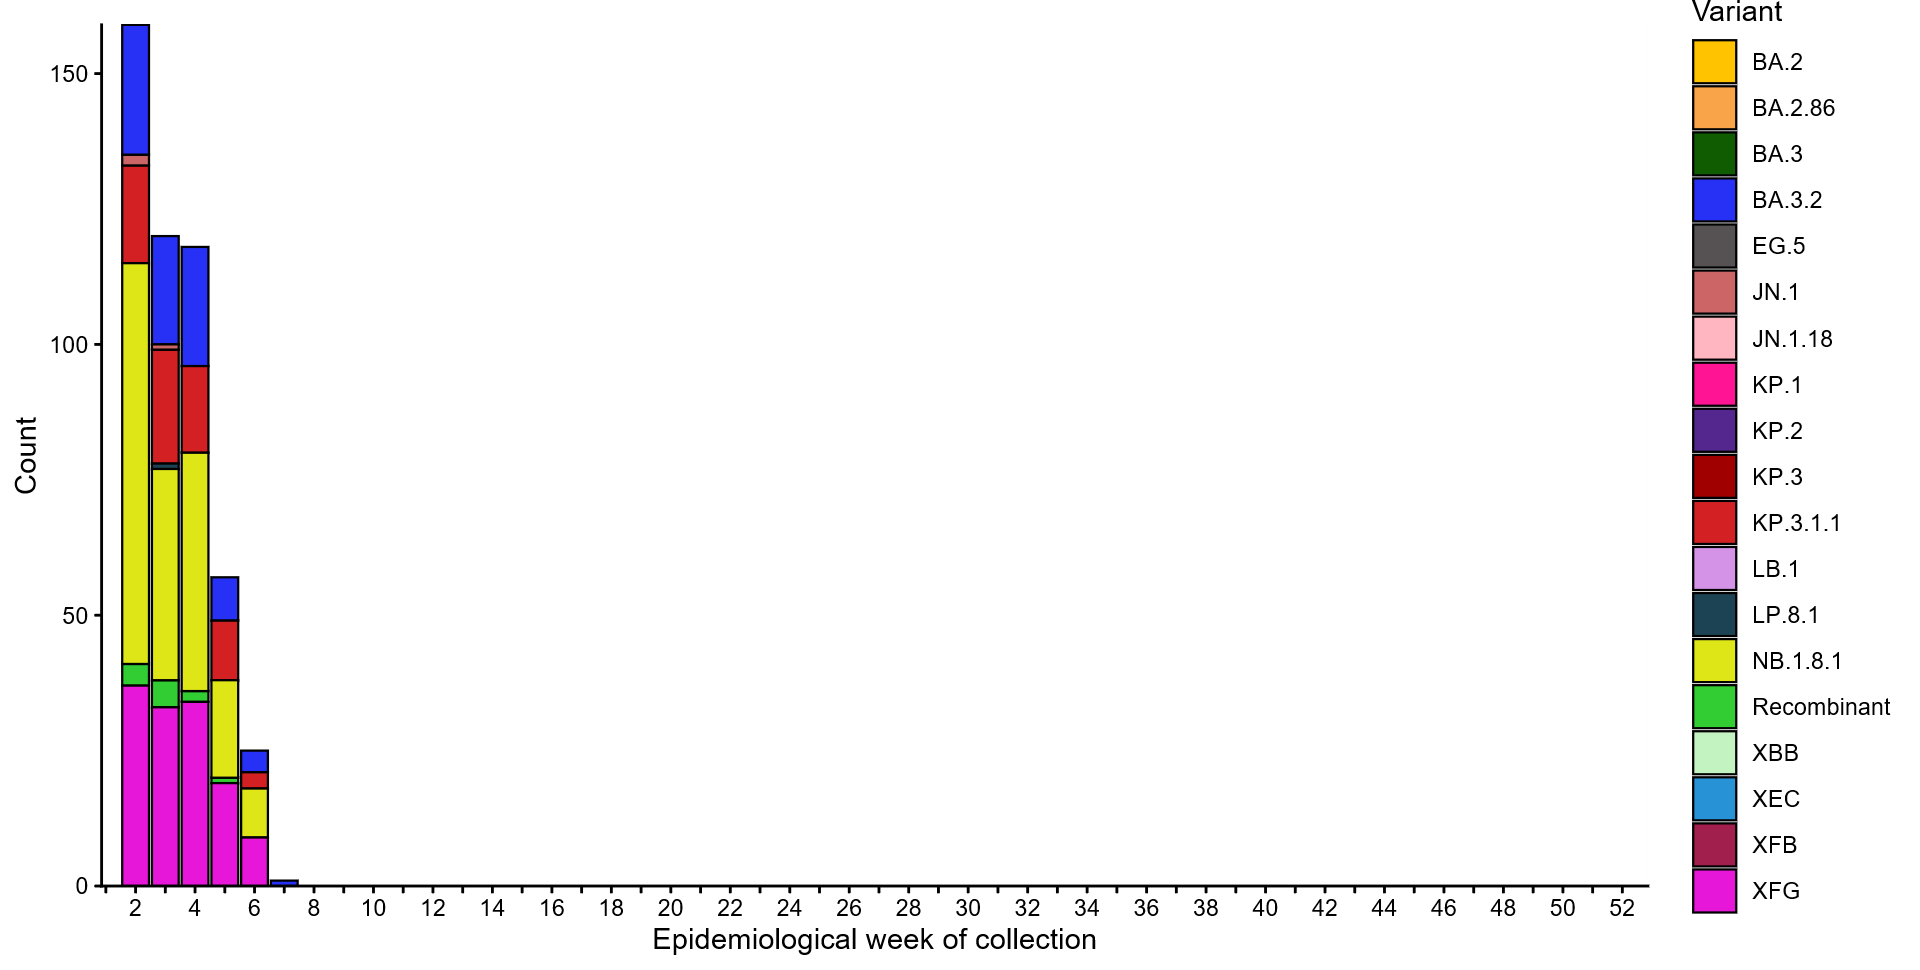 Variant
BA.2
BA.2.86
BA.3
BA.3.2
EG.5
JN.1
JN.1.18
KP.1
KP.2
KP.3
KP.3.1.1
LB.1
LP.8.1
NB.1.8.1
Recombinant
XBB
XEC
XFB
XFG
Count
150
100
50
0
2 4 6 8 10 12 14 16 18 20 22 24 26 28 30 32 34 36 38 40 42 44 46 48 50 52
Epidemiological week of collection